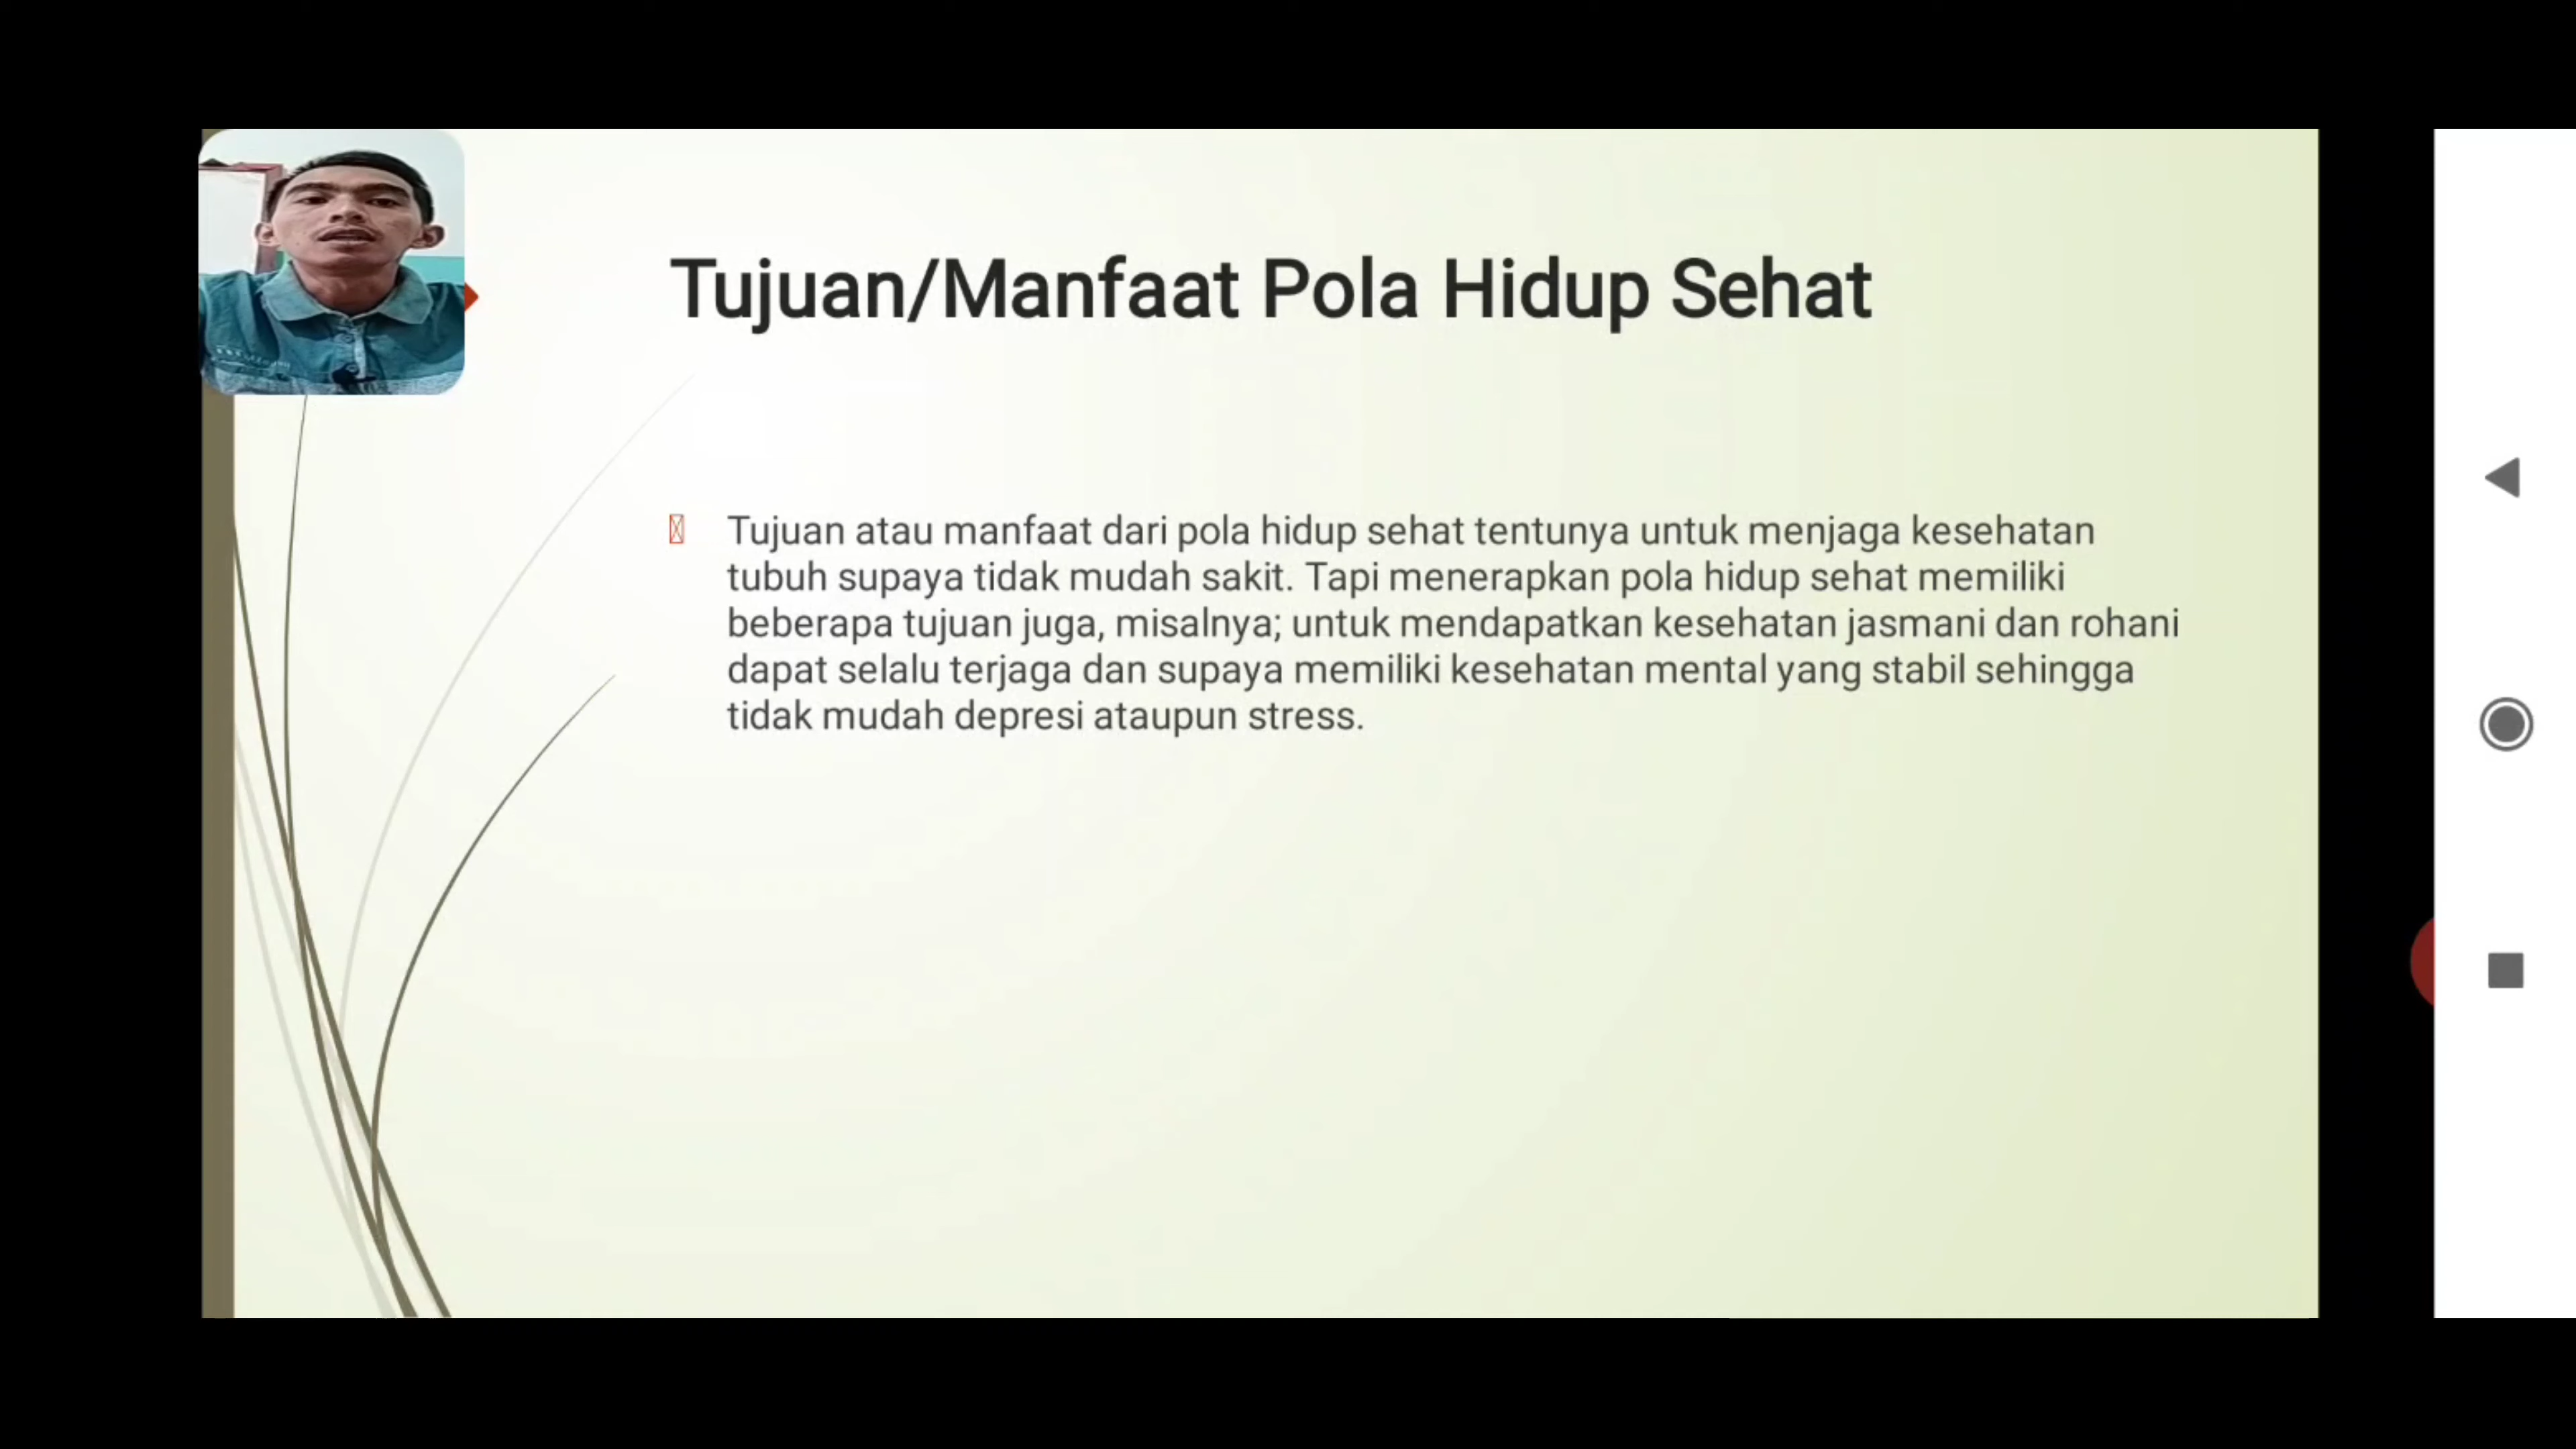 Tujuan/Manfaat Pola Hidup Sehat
Tujuan atau manfaat dari pola hidup sehat tentunya untuk menjaga kesehatan
tubuh supaya tidak mudah sakit. Tapi menerapkan pola hidup sehat memiliki
beberapa tujuan juga, misalnya; untuk mendapatkan kesehatan jasmani dan rohani
dapat selalu terjaga dan supaya memiliki kesehatan mental yang stabil sehingga
tidak mudah depresi ataupun stress.